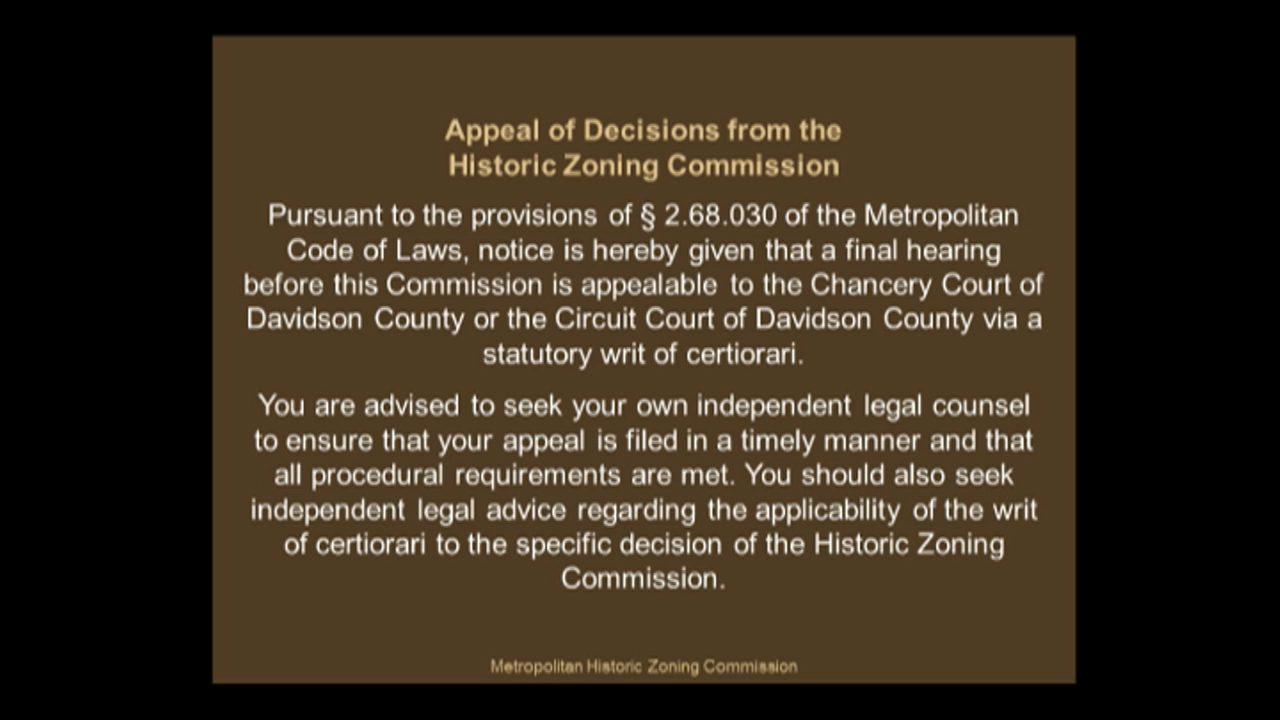 Appeal of Decisions from the
Historic Zoning Commission
Pursuant to the provisions of § 2.68.030 of the Metropolitan
Code of Laws, notice is hereby given that a final hearing
before this Commission is appealable to the Chancery Court of
Davidson County or the Circuit Court of Davidson County via a
statutory writ of certiorari.
You are advised to seek your own independent legal counsel
to ensure that your appeal is filed in a timely manner and that
all procedural requirements are met. You should also seek
independent legal advice regarding the applicability of the writ
of certiorari to the specific decision of the Historic Zoning
Commission.
Metropolitan Historic Zoning Commission